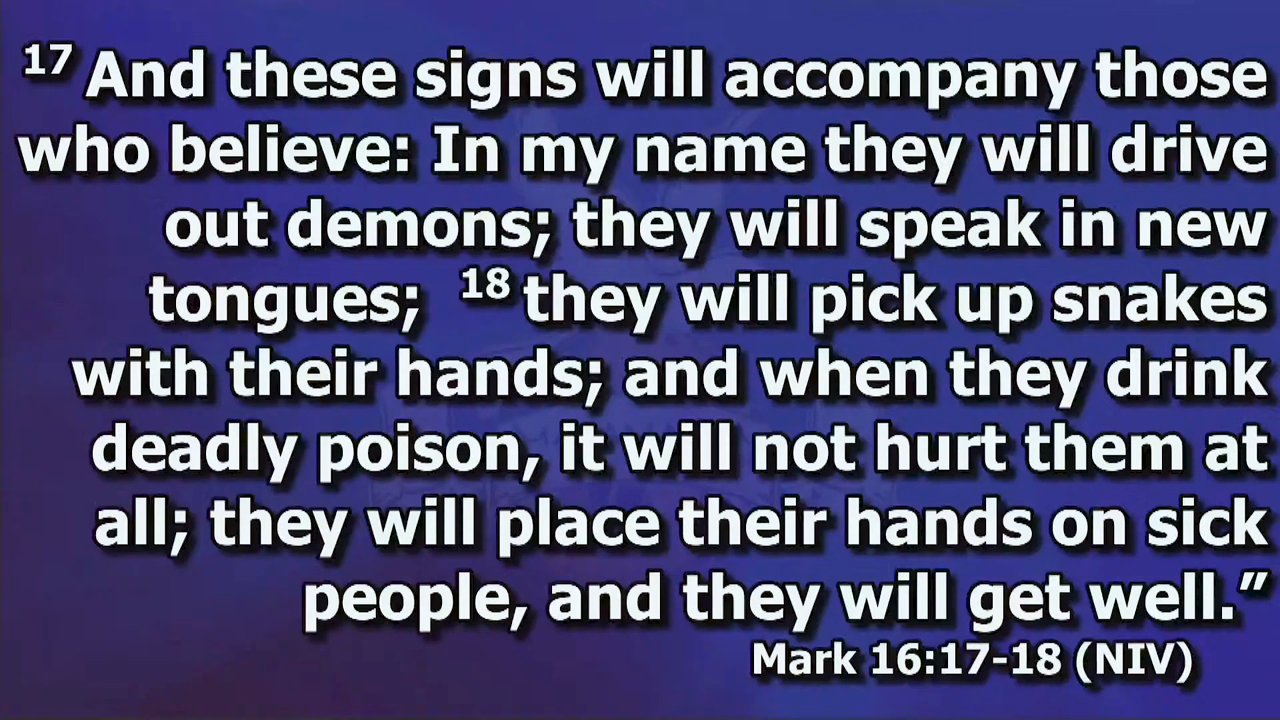 17 And these signs will accompany those
who believe: In my name they will drive
out demons; they will speak in new
tongues; 18 they will pick up snakes
with their hands; and when they drink
deadly poison, it will not hurt them at
all; they will place their hands on sick
people, and they will get well.”
Mark 16:17-18 (NIV)